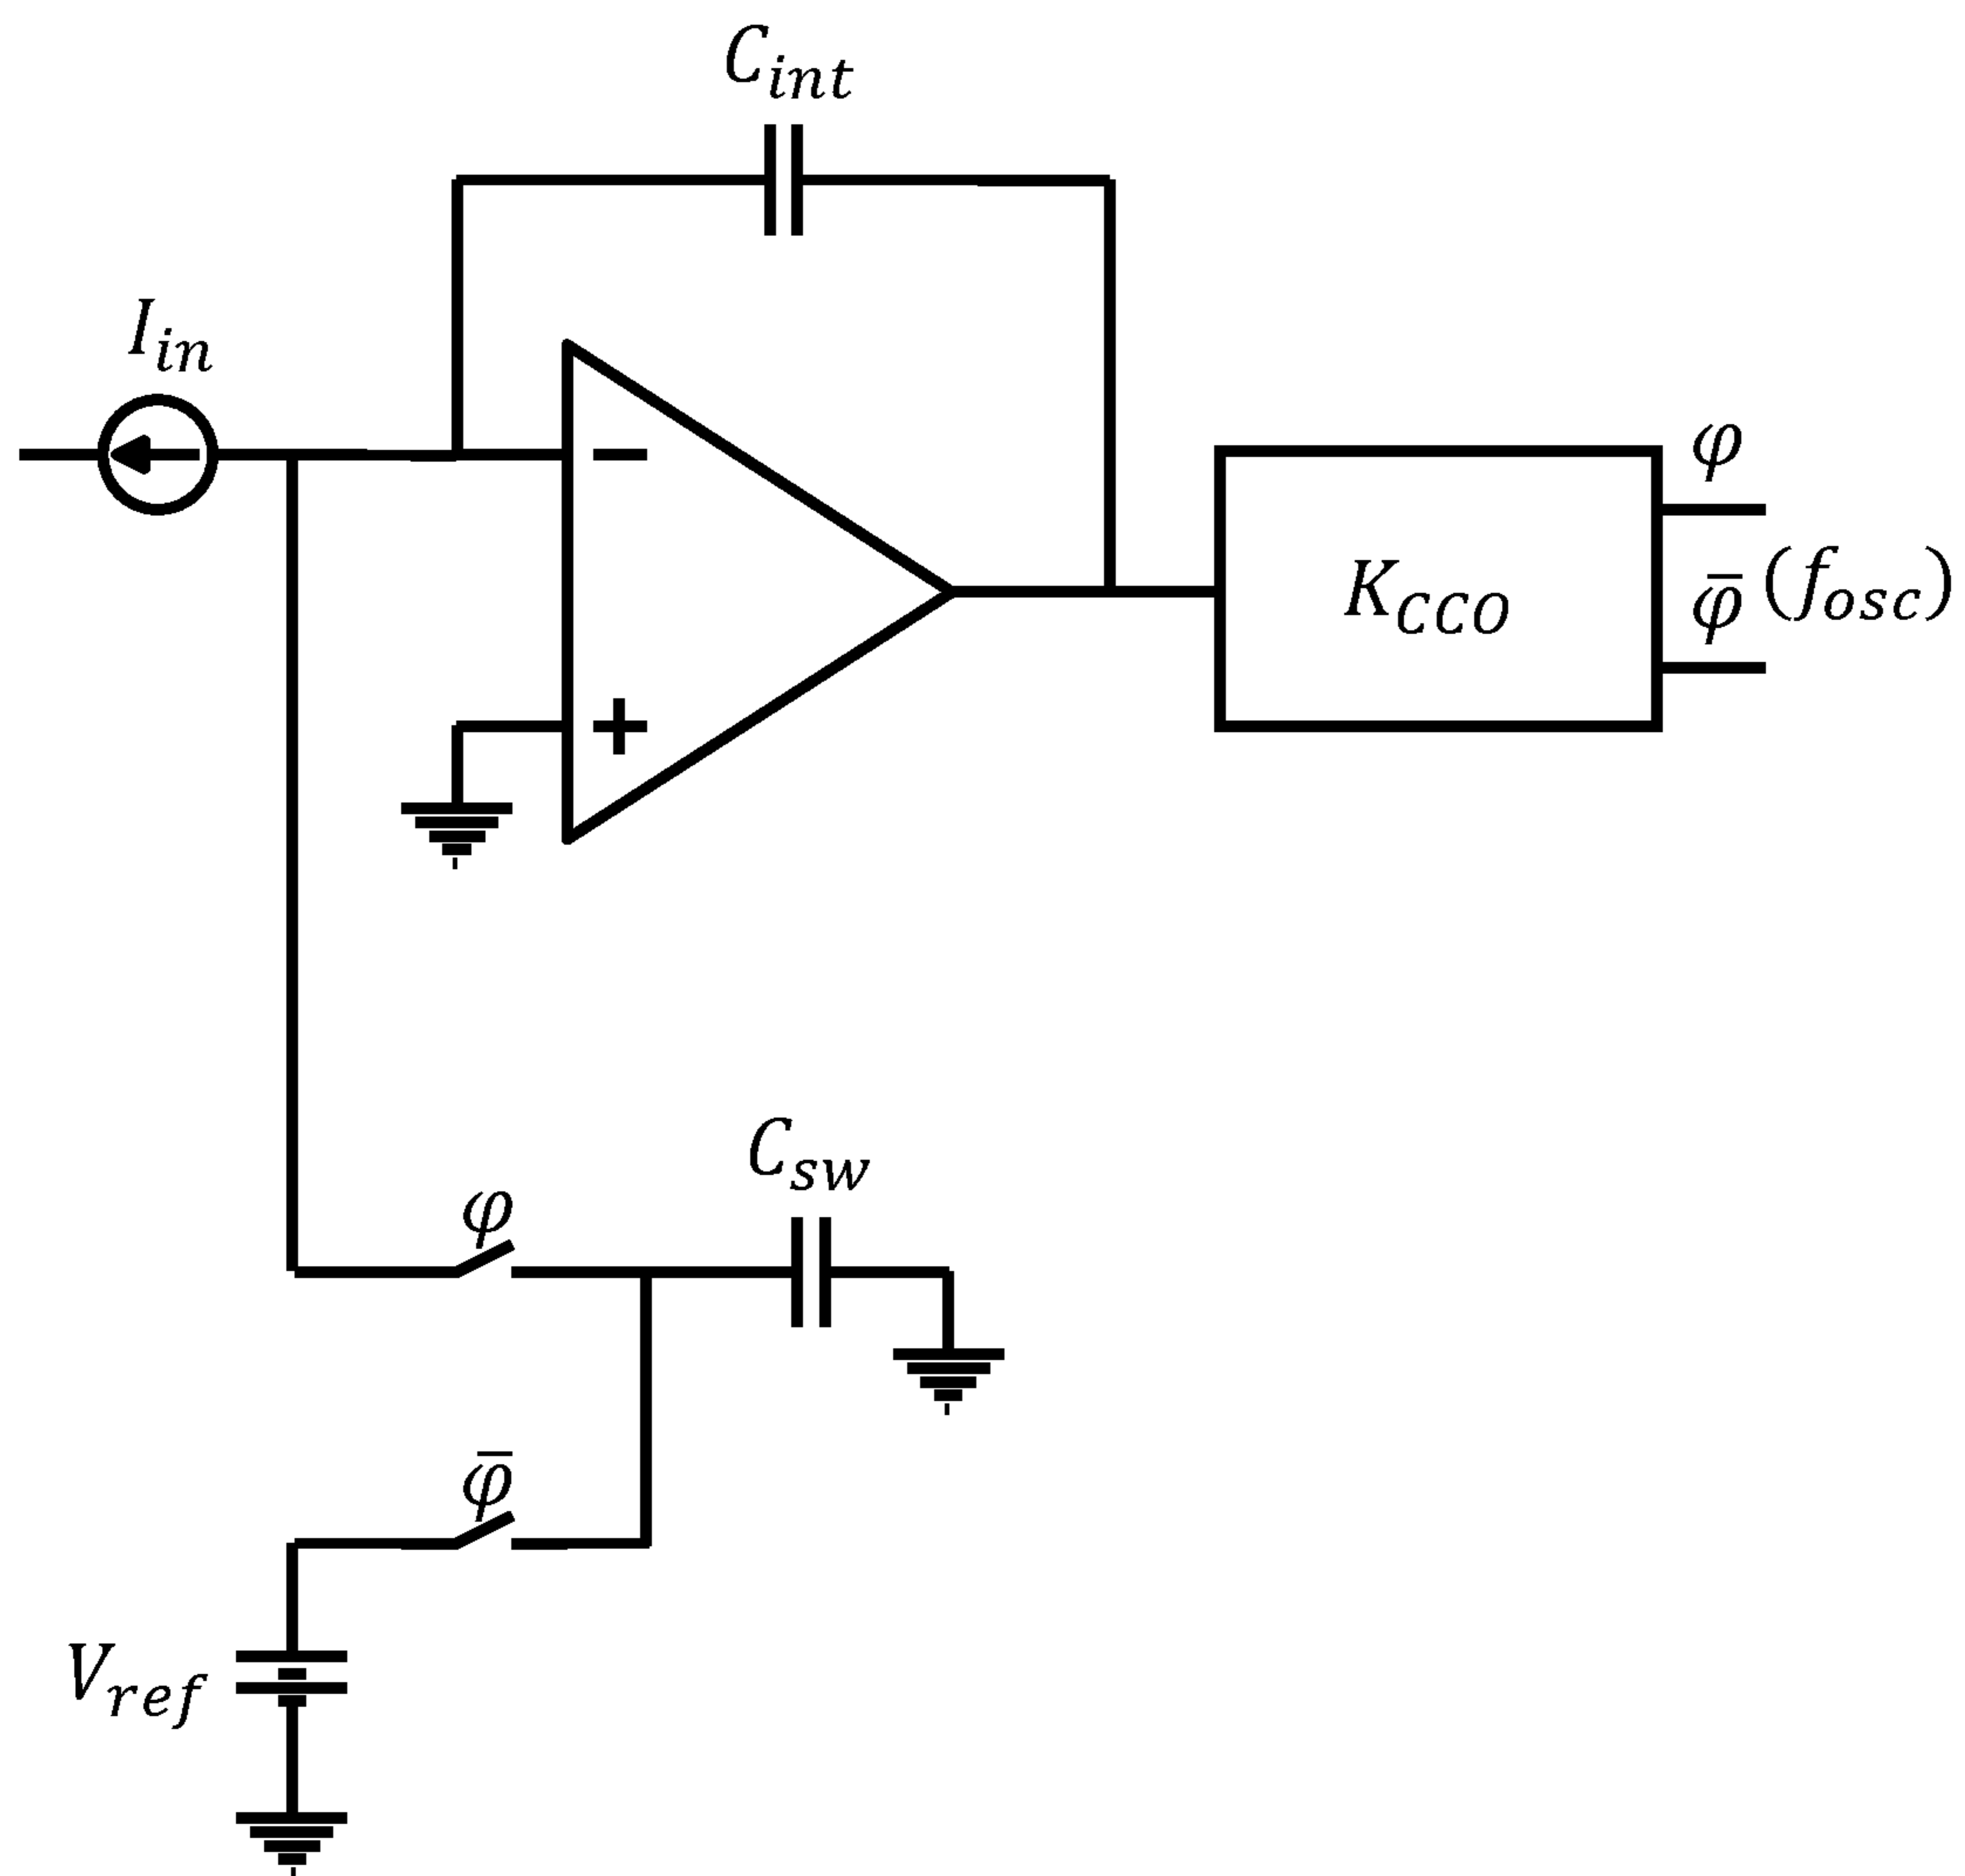 C_int
I_in
−
+
K_CCO
φ
φ̄ (f_osc)
C_sw
φ
φ̄
V_ref